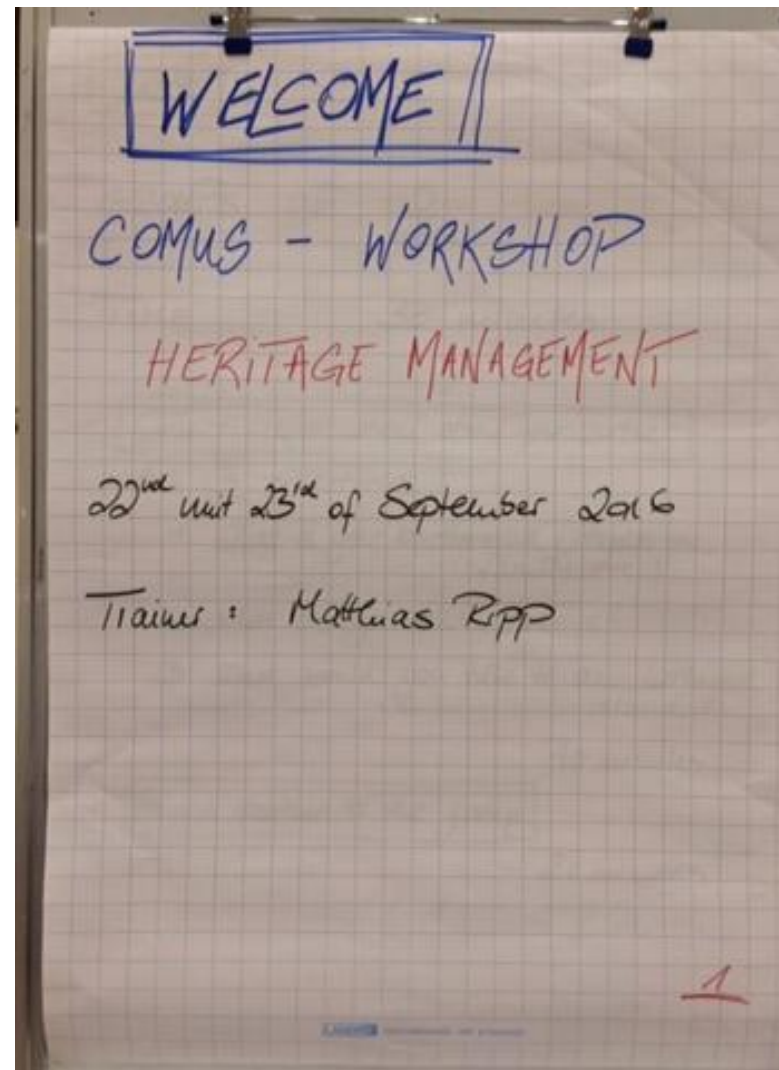 WELCOME
COMUS - WORKSHOP
HERITAGE MANAGEMENT
22nd unit 23rd of September 2016
Trainer : Matthias Ripp
1